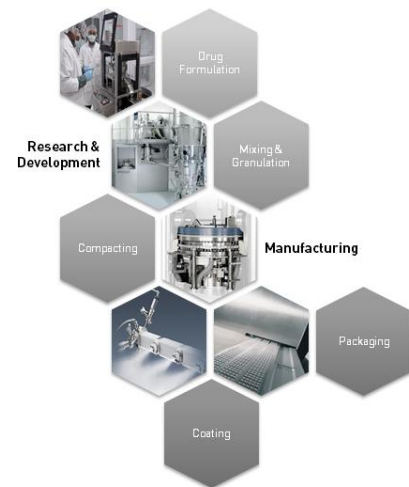 Drug
Formulation
Research &
Development
Mixing &
Granulation
Compacting
Manufacturing
Packaging
Coating